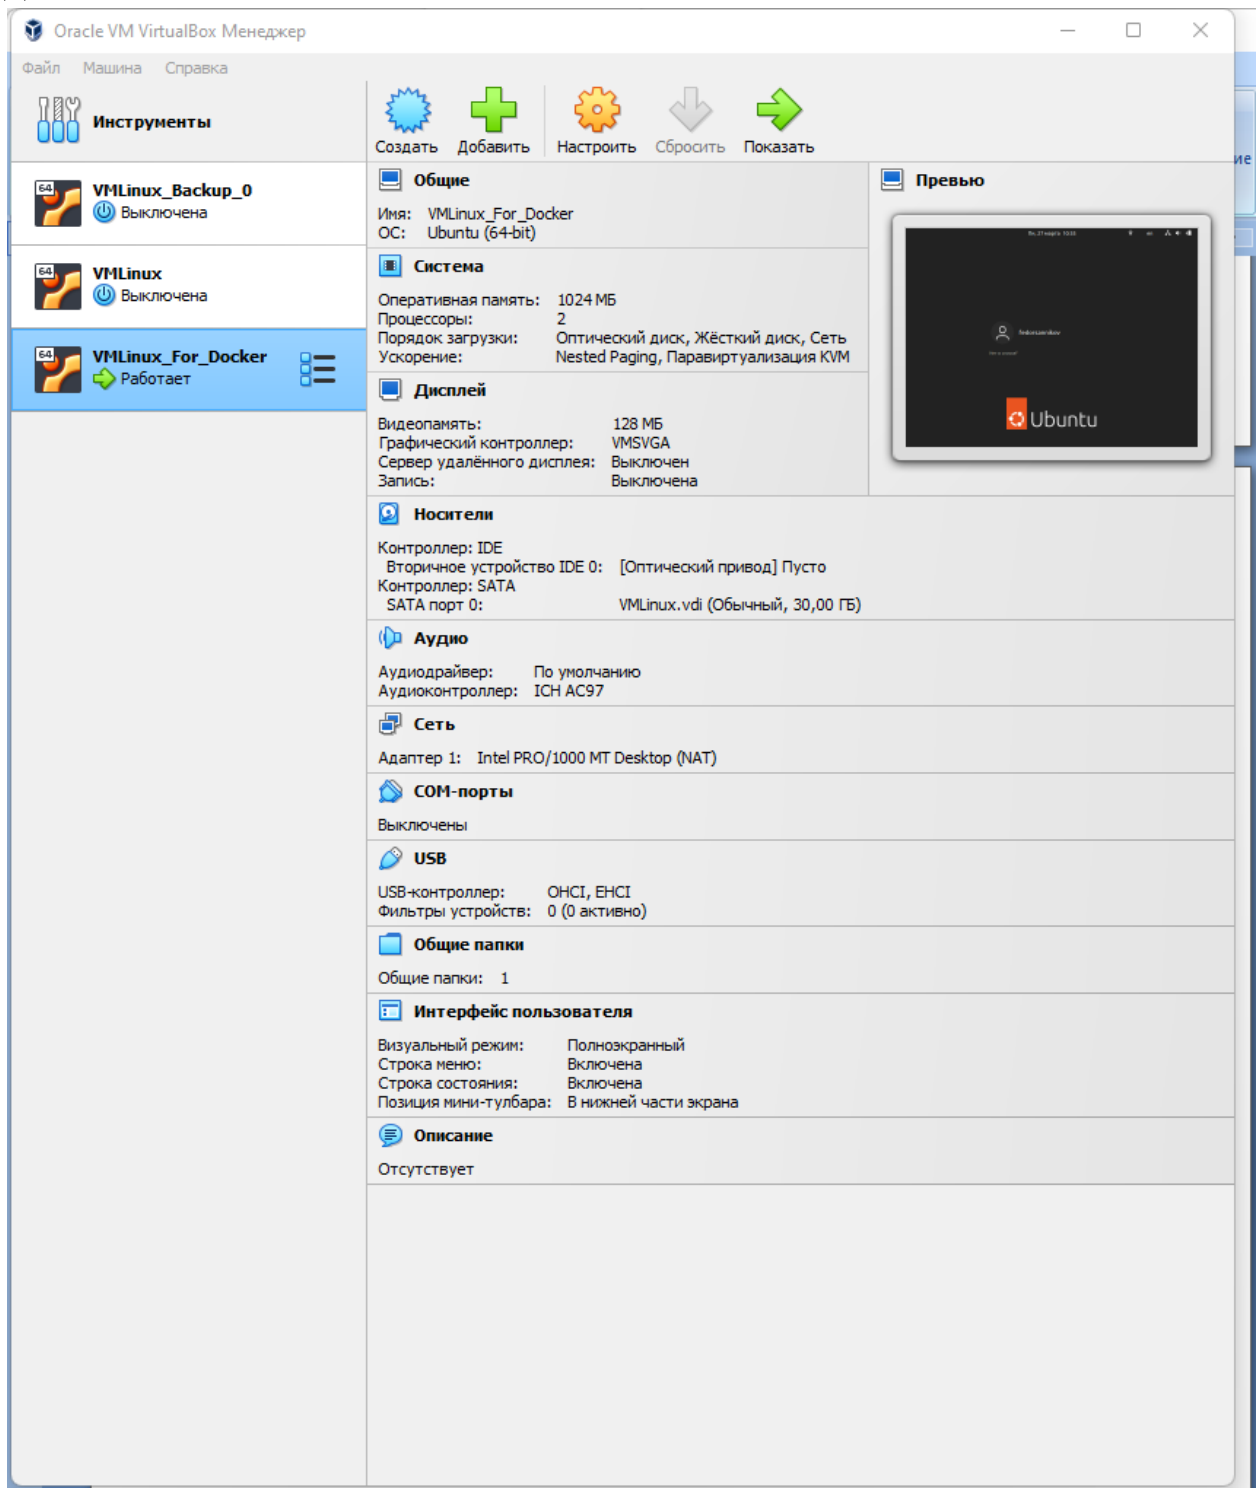 Oracle VM VirtualBox Менеджер
Файл Машина Справка
Инструменты
Создать Добавить Настроить Сбросить Показать
64
VMLinux_Backup_0
Выключена
64
VMLinux
Выключена
64
VMLinux_For_Docker
Работает
Общие
Имя: VMLinux_For_Docker
ОС: Ubuntu (64-bit)
Система
Оперативная память: 1024 МБ
Процессоры: 2
Порядок загрузки: Оптический диск, Жёсткий диск, Сеть
Ускорение: Nested Paging, Паравиртуализация KVM
Дисплей
Видеопамять: 128 МБ
Графический контроллер: VMSVGA
Сервер удалённого дисплея: Выключен
Запись: Выключена
Превью
Ubuntu
Носители
Контроллер: IDE
Вторичное устройство IDE 0: [Оптический привод] Пусто
Контроллер: SATA
SATA порт 0: VMLinux.vdi (Обычный, 30,00 ГБ)
Аудио
Аудиодрайвер: По умолчанию
Аудиоконтроллер: ICH AC97
Сеть
Адаптер 1: Intel PRO/1000 MT Desktop (NAT)
COM-порты
Выключены
USB
USB-контроллер: OHCI, EHCI
Фильтры устройств: 0 (0 активно)
Общие папки
Общие папки: 1
Интерфейс пользователя
Визуальный режим: Полноэкранный
Строка меню: Включена
Строка состояния: Включена
Позиция мини-тулбара: В нижней части экрана
Описание
Отсутствует